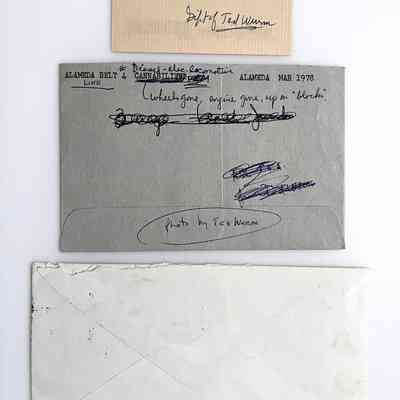 Gift of Ted Wurm
# Diesel-elec. locomotive
ALAMEDA BELT & ALAMEDA MAR 1978
LINE
(wheels gone, engine gone, up on "blocks".
photo by Ted Wurm